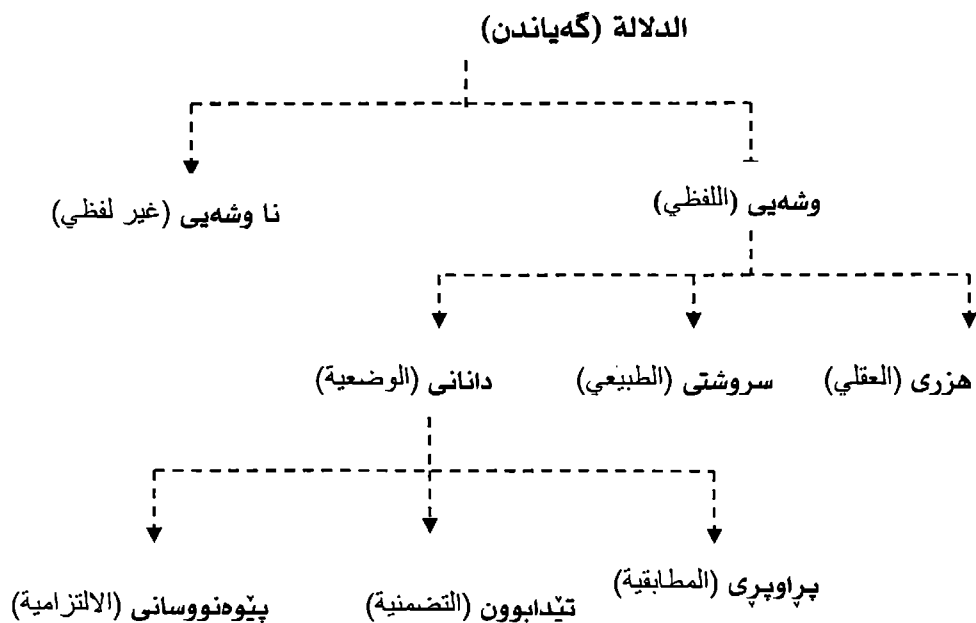 الدلالة (گەیاندن)
وشەیی (اللفظي)
نا وشەیی (غیر لفظي)
هزری (العقلي)
سروشتی (الطبيعي)
دانانی (الوضعية)
پڕاوپڕی (المطابقية)
تێدابوون (التضمنية)
پێوەنووسانی (الالتزامية)